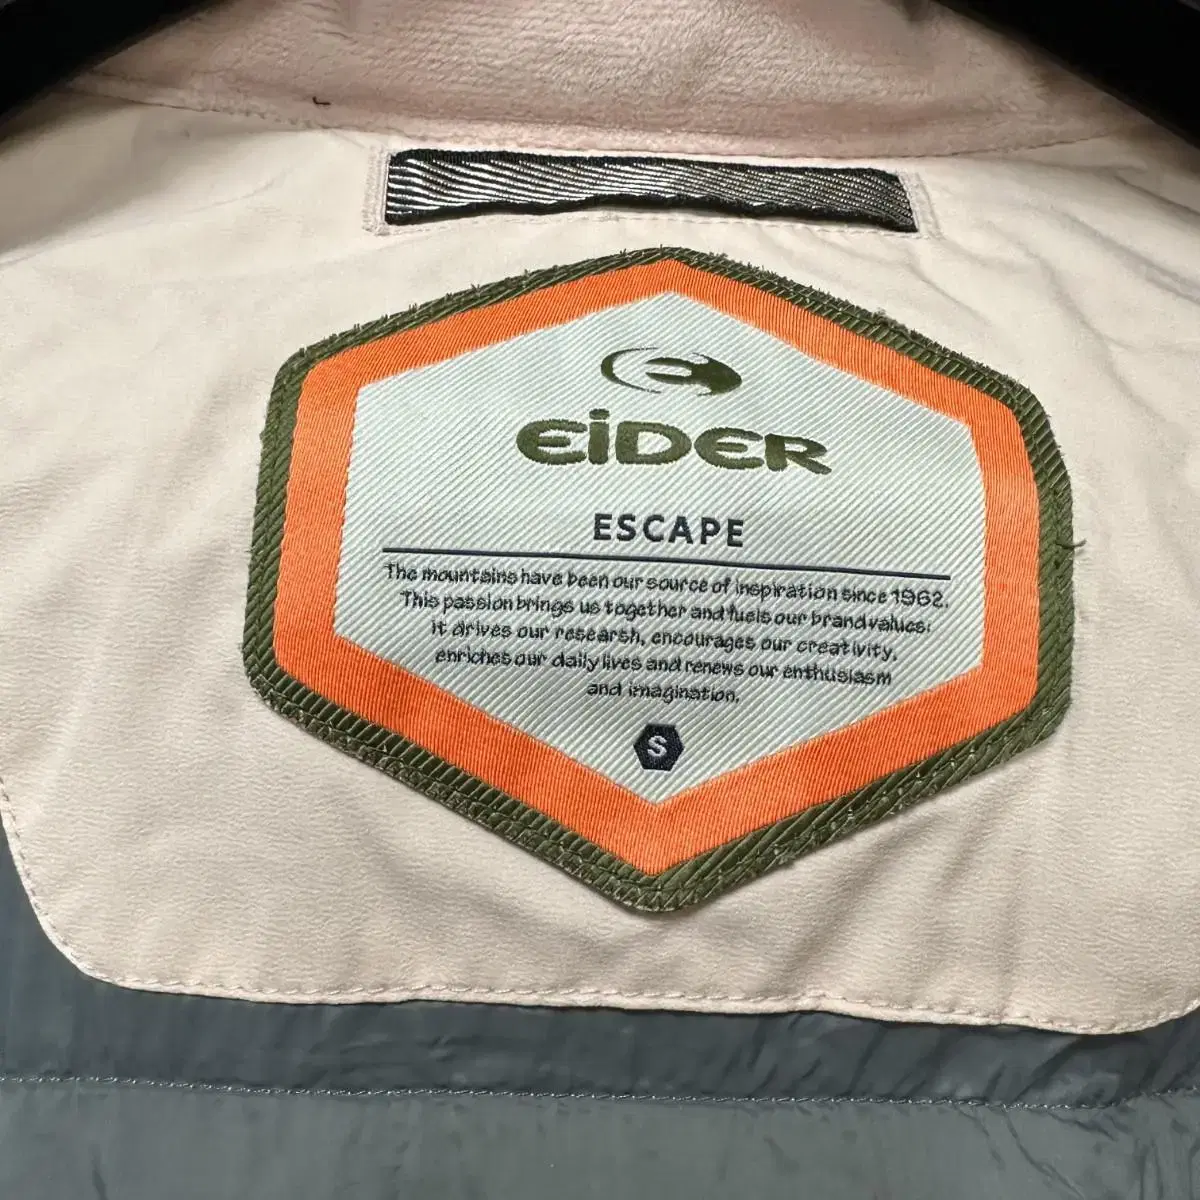 EiDER
ESCAPE
The mountains have been our source of inspiration since 1962.
This passion brings us together and fuels our brand values:
it drives our researsh, encourages our creativity,
enriches our daily lives and renews our enthusiasm
and imagination.
S